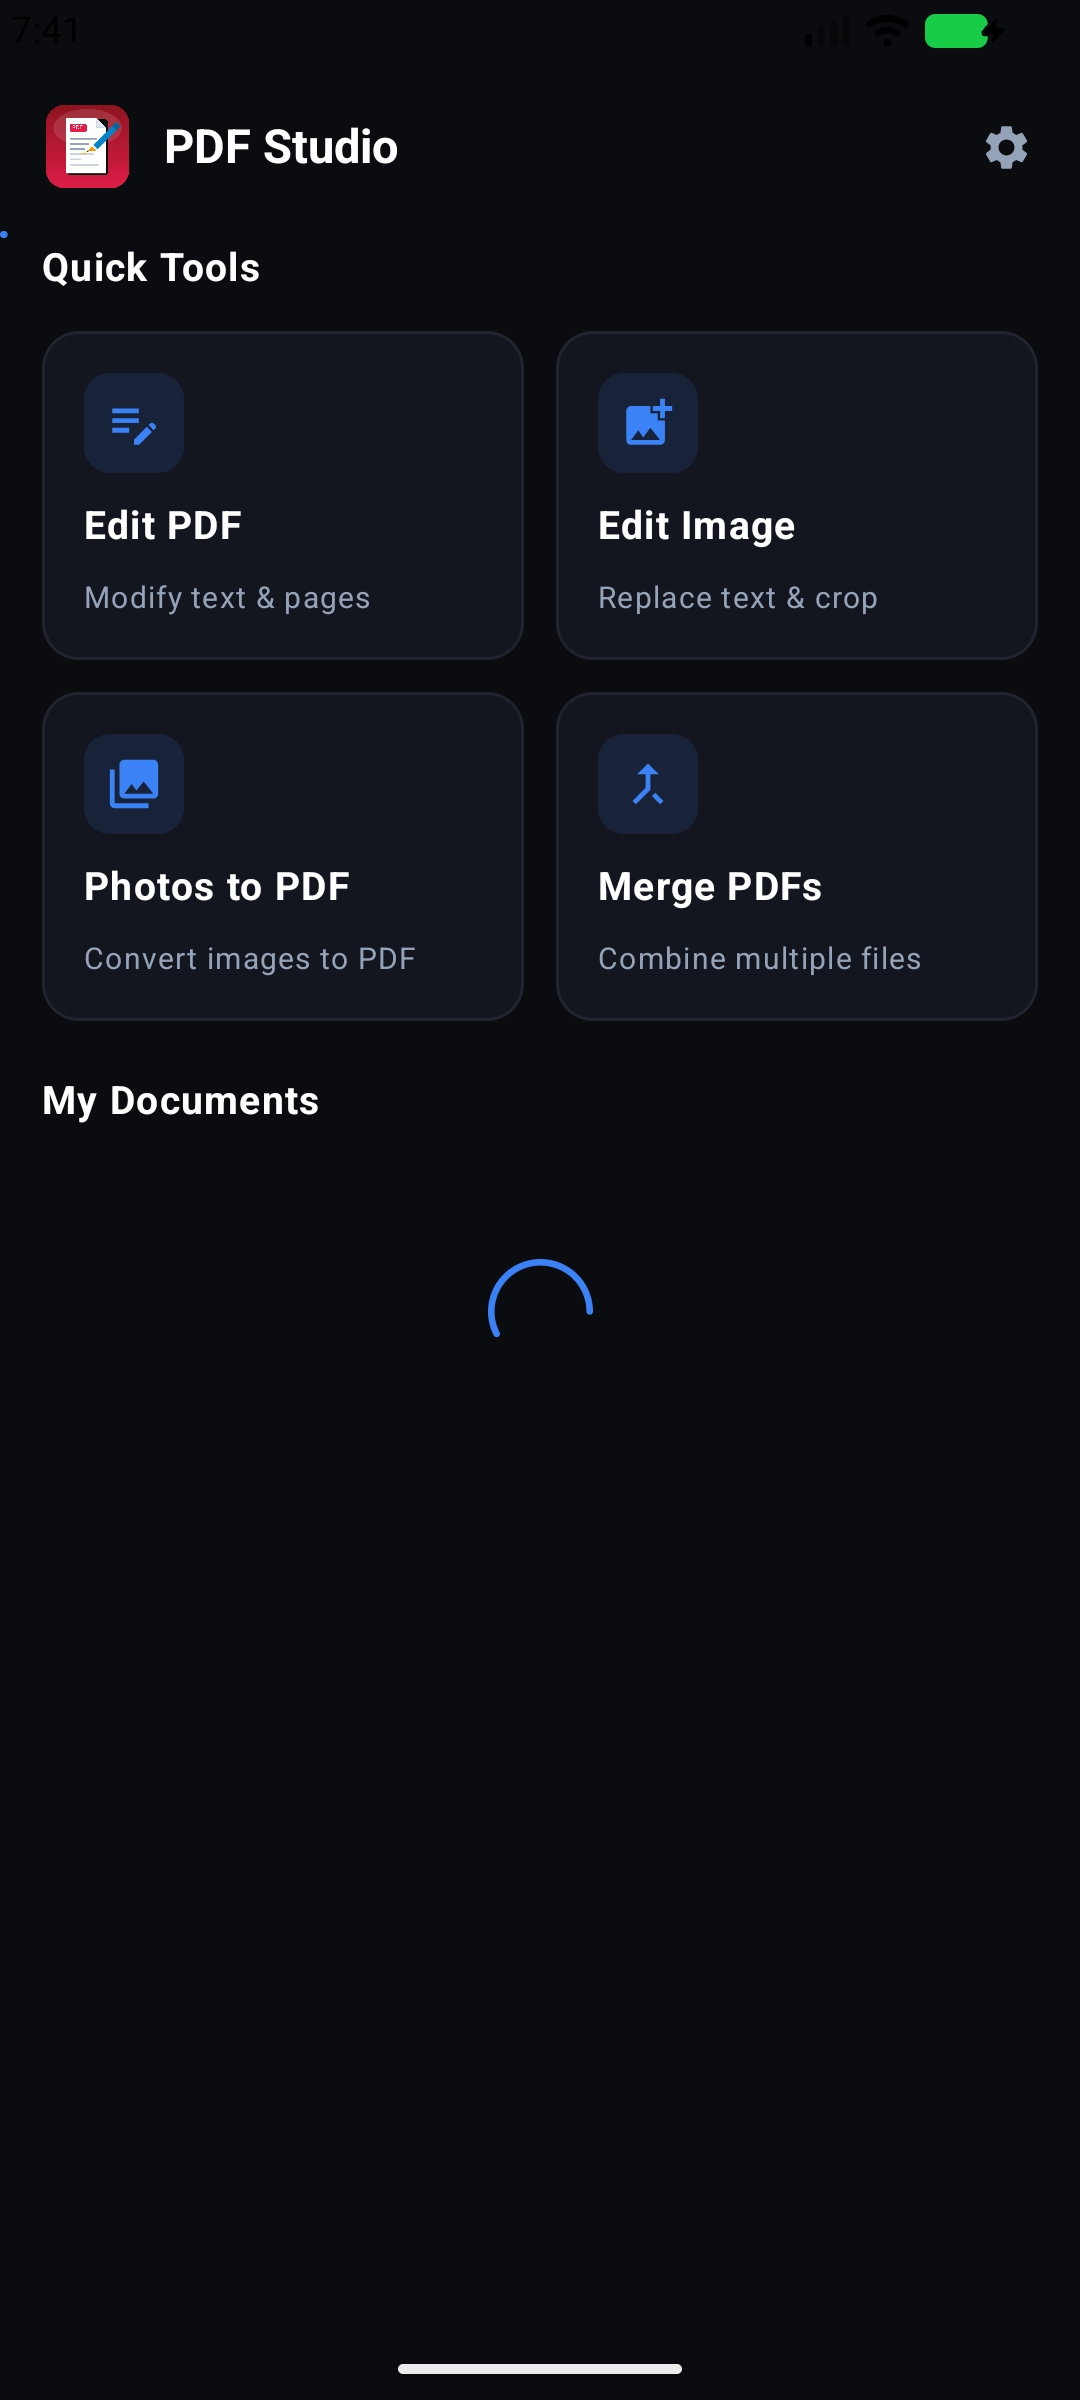 7:41
PDF Studio
Quick Tools
Edit PDF
Modify text & pages
Edit Image
Replace text & crop
Photos to PDF
Convert images to PDF
Merge PDFs
Combine multiple files
My Documents